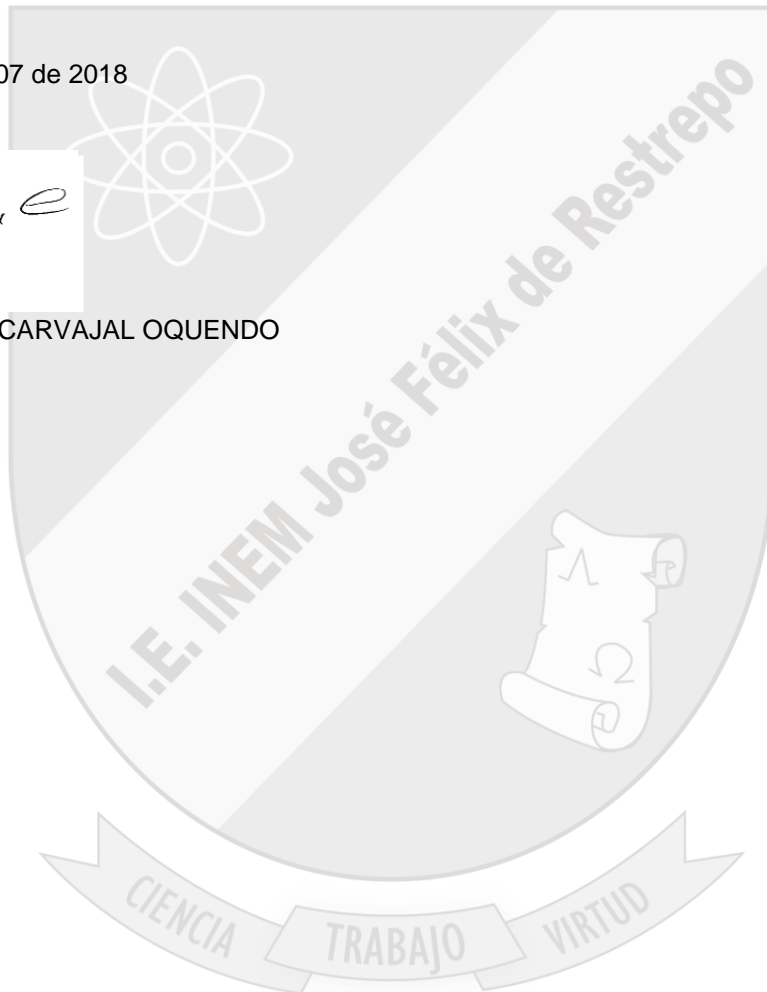 07 de 2018
CARVAJAL OQUENDO
I.E. INEM José Félix de Restrepo
CIENCIA TRABAJO VIRTUD